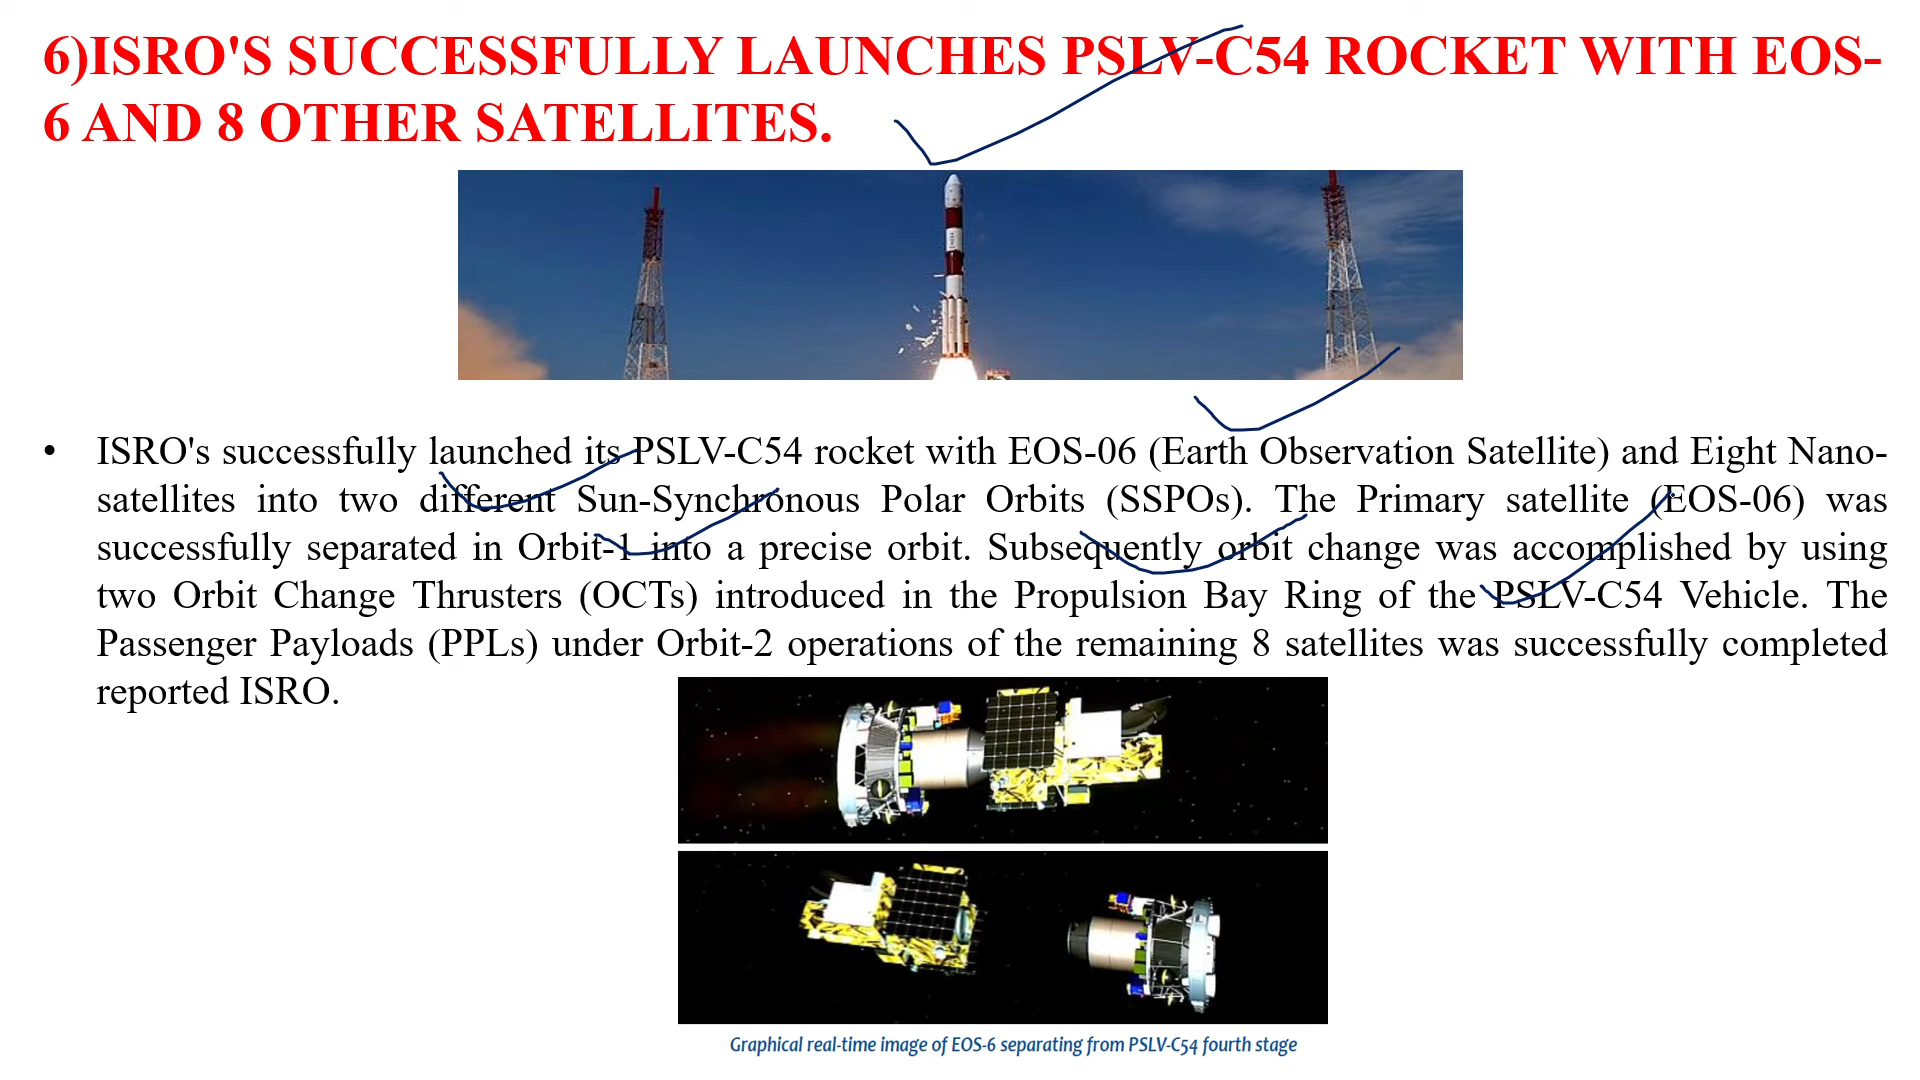 6)ISRO'S SUCCESSFULLY LAUNCHES PSLV-C54 ROCKET WITH EOS-
6 AND 8 OTHER SATELLITES.
• ISRO's successfully launched its PSLV-C54 rocket with EOS-06 (Earth Observation Satellite) and Eight Nano-
satellites into two different Sun-Synchronous Polar Orbits (SSPOs). The Primary satellite (EOS-06) was
successfully separated in Orbit-1 into a precise orbit. Subsequently orbit change was accomplished by using
two Orbit Change Thrusters (OCTs) introduced in the Propulsion Bay Ring of the PSLV-C54 Vehicle. The
Passenger Payloads (PPLs) under Orbit-2 operations of the remaining 8 satellites was successfully completed
reported ISRO.
Graphical real-time image of EOS-6 separating from PSLV-C54 fourth stage